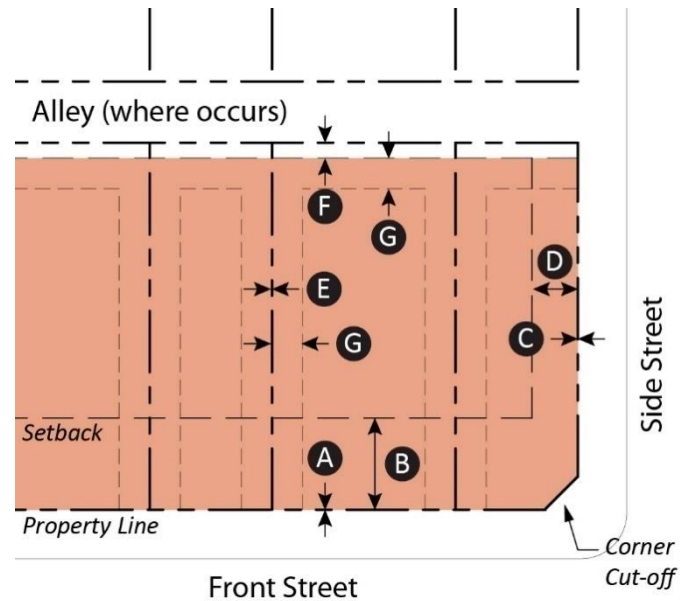 Alley (where occurs)
F
G
D
E
C
G
Side Street
Setback
A
B
Property Line
Corner
Cut-off
Front Street